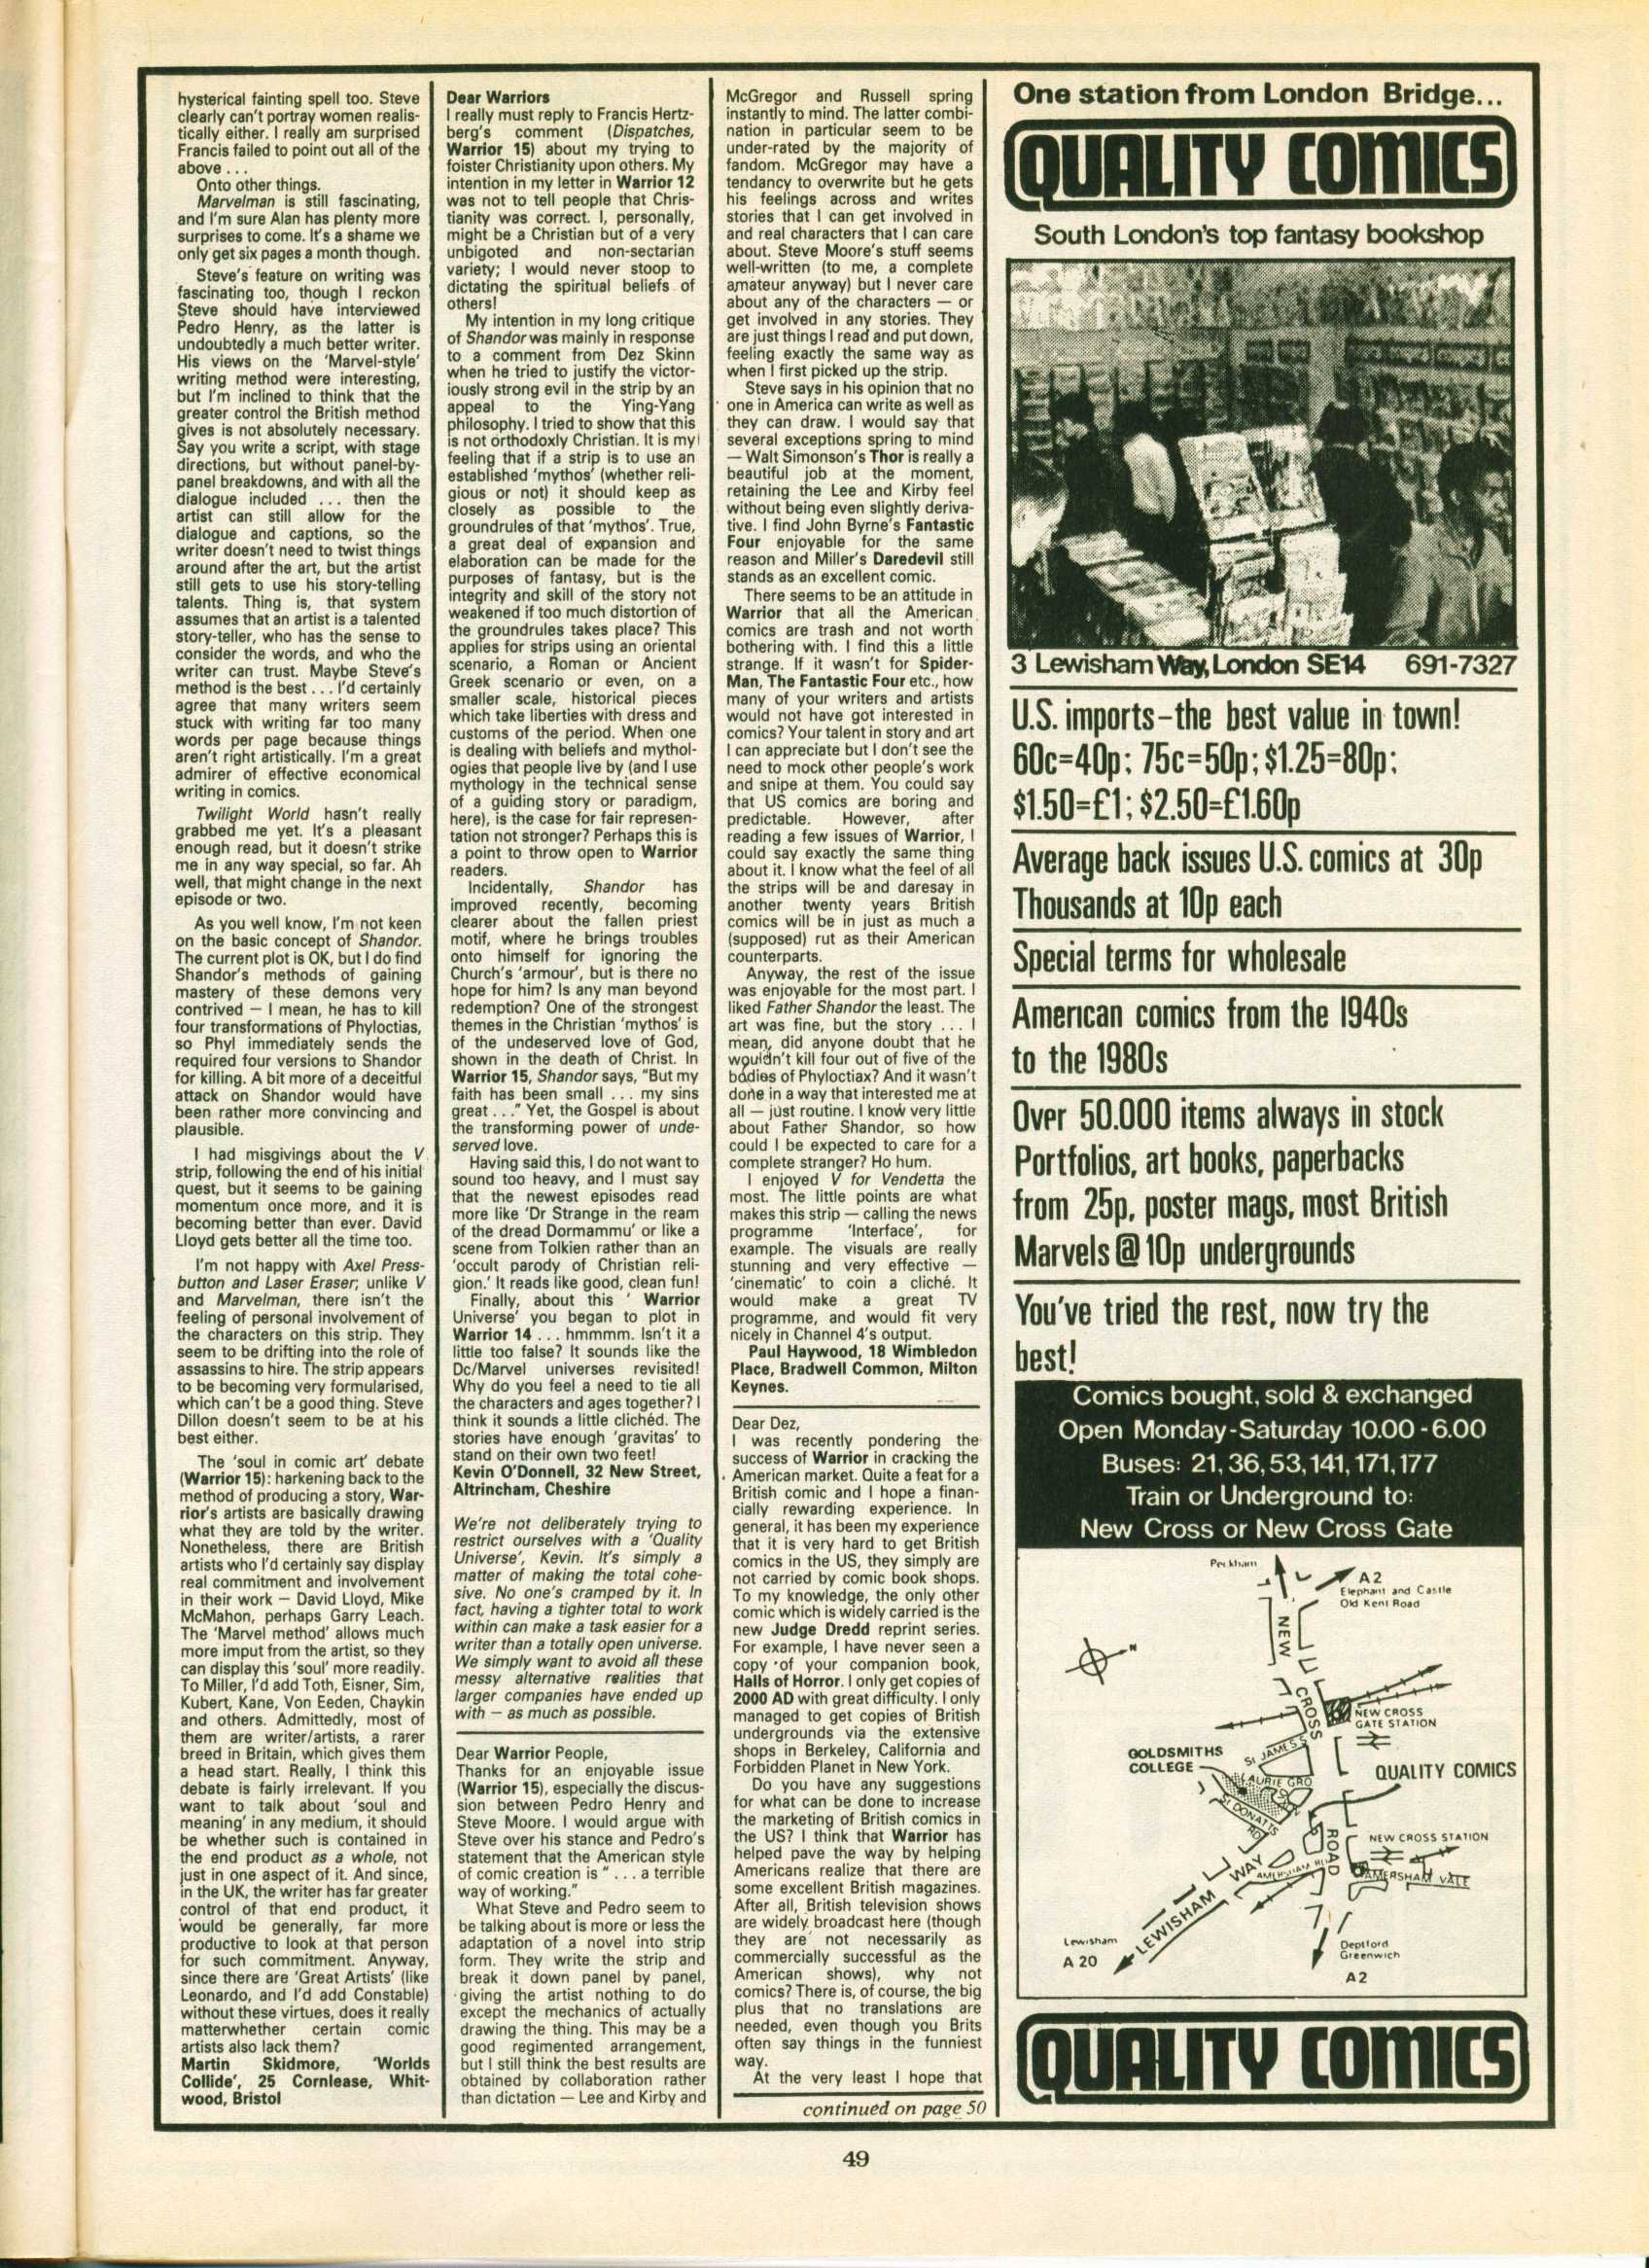 hysterical fainting spell too. Steve
clearly can't portray women realis-
tically either. I really am surprised
Francis failed to point out all of the
above . . .
Onto other things.
Marvelman is still fascinating,
and I'm sure Alan has plenty more
surprises to come. It's a shame we
only get six pages a month though.
Steve's feature on writing was
fascinating too, though I reckon
Steve should have interviewed
Pedro Henry, as the latter is
undoubtedly a much better writer.
His views on the 'Marvel-style'
writing method were interesting,
but I'm inclined to think that the
greater control the British method
gives is not absolutely necessary.
Say you write a script, with stage
directions, but without panel-by-
panel breakdowns, and with all the
dialogue included ... then the
artist can still allow for the
dialogue and captions, so the
writer doesn't need to twist things
around after the art, but the artist
still gets to use his story-telling
talents. Thing is, that system
assumes that an artist is a talented
story-teller, who has the sense to
consider the words, and who the
writer can trust. Maybe Steve's
method is the best . . . I'd certainly
agree that many writers seem
stuck with writing far too many
words per page because things
aren't right artistically. I'm a great
admirer of effective economical
writing in comics.
Twilight World hasn't really
grabbed me yet. It's a pleasant
enough read, but it doesn't strike
me in any way special, so far. Ah
well, that might change in the next
episode or two.
As you well know, I'm not keen
on the basic concept of Shandor.
The current plot is OK, but I do find
Shandor's methods of gaining
mastery of these demons very
contrived — I mean, he has to kill
four transformations of Phyloctias,
so Phyl immediately sends the
required four versions to Shandor
for killing. A bit more of a deceitful
attack on Shandor would have
been rather more convincing and
plausible.
I had misgivings about the V
strip, following the end of his initial
quest, but it seems to be gaining
momentum once more, and it is
becoming better than ever. David
Lloyd gets better all the time too.
I'm not happy with Axel Press-
button and Laser Eraser; unlike V
and Marvelman, there isn't the
feeling of personal involvement of
the characters on this strip. They
seem to be drifting into the role of
assassins to hire. The strip appears
to be becoming very formularised,
which can't be a good thing. Steve
Dillon doesn't seem to be at his
best either.
The 'soul in comic art' debate
(Warrior 15): harkening back to the
method of producing a story, War-
rior's artists are basically drawing
what they are told by the writer.
Nonetheless, there are British
artists who I'd certainly say display
real commitment and involvement
in their work — David Lloyd, Mike
McMahon, perhaps Garry Leach.
The 'Marvel method' allows much
more imput from the artist, so they
can display this 'soul' more readily.
To Miller, I'd add Toth, Eisner, Sim,
Kubert, Kane, Von Eeden, Chaykin
and others. Admittedly, most of
them are writer/artists, a rarer
breed in Britain, which gives them
a head start. Really, I think this
debate is fairly irrelevant. If you
want to talk about 'soul and
meaning' in any medium, it should
be whether such is contained in
the end product as a whole, not
just in one aspect of it. And since,
in the UK, the writer has far greater
control of that end product, it
would be generally, far more
productive to look at that person
for such commitment. Anyway,
since there are 'Great Artists' (like
Leonardo, and I'd add Constable)
without these virtues, does it really
matterwhether certain comic
artists also lack them?
Martin Skidmore, 'Worlds
Collide', 25 Cornlease, Whit-
wood, Bristol
Dear Warriors
I really must reply to Francis Hertz-
berg's comment (Dispatches,
Warrior 15) about my trying to
foister Christianity upon others. My
intention in my letter in Warrior 12
was not to tell people that Chris-
tianity was correct. I, personally,
might be a Christian but of a very
unbigoted and non-sectarian
variety; I would never stoop to
dictating the spiritual beliefs of
others!
My intention in my long critique
of Shandor was mainly in response
to a comment from Dez Skinn
when he tried to justify the victor-
iously strong evil in the strip by an
appeal to the Ying-Yang
philosophy. I tried to show that this
is not orthodoxly Christian. It is my
feeling that if a strip is to use an
established 'mythos' (whether reli-
gious or not) it should keep as
closely as possible to the
groundrules of that 'mythos'. True,
a great deal of expansion and
elaboration can be made for the
purposes of fantasy, but is the
integrity and skill of the story not
weakened if too much distortion of
the groundrules takes place? This
applies for strips using an oriental
scenario, a Roman or Ancient
Greek scenario or even, on a
smaller scale, historical pieces
which take liberties with dress and
customs of the period. When one
is dealing with beliefs and mythol-
ogies that people live by (and I use
mythology in the technical sense
of a guiding story or paradigm,
here), is the case for fair represen-
tation not stronger? Perhaps this is
a point to throw open to Warrior
readers.
Incidentally, Shandor has
improved recently, becoming
clearer about the fallen priest
motif, where he brings troubles
onto himself for ignoring the
Church's 'armour', but is there no
hope for him? Is any man beyond
redemption? One of the strongest
themes in the Christian 'mythos' is
of the undeserved love of God,
shown in the death of Christ. In
Warrior 15, Shandor says, "But my
faith has been small ... my sins
great . . ." Yet, the Gospel is about
the transforming power of unde-
served love.
Having said this, I do not want to
sound too heavy, and I must say
that the newest episodes read
more like 'Dr Strange in the ream
of the dread Dormammu' or like a
scene from Tolkien rather than an
'occult parody of Christian reli-
gion.' It reads like good, clean fun!
Finally, about this ' Warrior
Universe' you began to plot in
Warrior 14 . . . hmmmm. Isn't it a
little too false? It sounds like the
Dc/Marvel universes revisited!
Why do you feel a need to tie all
the characters and ages together? I
think it sounds a little clichéd. The
stories have enough 'gravitas' to
stand on their own two feet!
Kevin O'Donnell, 32 New Street,
Altrincham, Cheshire
We're not deliberately trying to
restrict ourselves with a 'Quality
Universe', Kevin. It's simply a
matter of making the total cohe-
sive. No one's cramped by it. In
fact, having a tighter total to work
within can make a task easier for a
writer than a totally open universe.
We simply want to avoid all these
messy alternative realities that
larger companies have ended up
with — as much as possible.
Dear Warrior People,
Thanks for an enjoyable issue
(Warrior 15), especially the discus-
sion between Pedro Henry and
Steve Moore. I would argue with
Steve over his stance and Pedro's
statement that the American style
of comic creation is " . . . a terrible
way of working."
What Steve and Pedro seem to
be talking about is more or less the
adaptation of a novel into strip
form. They write the strip and
break it down panel by panel,
giving the artist nothing to do
except the mechanics of actually
drawing the thing. This may be a
good regimented arrangement,
but I still think the best results are
obtained by collaboration rather
than dictation — Lee and Kirby and
McGregor and Russell spring
instantly to mind. The latter combi-
nation in particular seem to be
under-rated by the majority of
fandom. McGregor may have a
tendancy to overwrite but he gets
his feelings across and writes
stories that I can get involved in
and real characters that I can care
about. Steve Moore's stuff seems
well-written (to me, a complete
amateur anyway) but I never care
about any of the characters — or
get involved in any stories. They
are just things I read and put down,
feeling exactly the same way as
when I first picked up the strip.
Steve says in his opinion that no
one in America can write as well as
they can draw. I would say that
several exceptions spring to mind
— Walt Simonson's Thor is really a
beautiful job at the moment,
retaining the Lee and Kirby feel
without being even slightly deriva-
tive. I find John Byrne's Fantastic
Four enjoyable for the same
reason and Miller's Daredevil still
stands as an excellent comic.
There seems to be an attitude in
Warrior that all the American
comics are trash and not worth
bothering with. I find this a little
strange. If it wasn't for Spider-
Man, The Fantastic Four etc., how
many of your writers and artists
would not have got interested in
comics? Your talent in story and art
I can appreciate but I don't see the
need to mock other people's work
and snipe at them. You could say
that US comics are boring and
predictable. However, after
reading a few issues of Warrior, I
could say exactly the same thing
about it. I know what the feel of all
the strips will be and daresay in
another twenty years British
comics will be in just as much a
(supposed) rut as their American
counterparts.
Anyway, the rest of the issue
was enjoyable for the most part. I
liked Father Shandor the least. The
art was fine, but the story ... I
mean, did anyone doubt that he
wouldn't kill four out of five of the
bodies of Phyloctiax? And it wasn't
done in a way that interested me at
all — just routine. I know very little
about Father Shandor, so how
could I be expected to care for a
complete stranger? Ho hum.
I enjoyed V for Vendetta the
most. The little points are what
makes this strip — calling the news
programme 'Interface', for
example. The visuals are really
stunning and very effective —
'cinematic' to coin a cliché. It
would make a great TV
programme, and would fit very
nicely in Channel 4's output.
Paul Haywood, 18 Wimbledon
Place, Bradwell Common, Milton
Keynes.
Dear Dez,
I was recently pondering the
success of Warrior in cracking the
American market. Quite a feat for a
British comic and I hope a finan-
cially rewarding experience. In
general, it has been my experience
that it is very hard to get British
comics in the US, they simply are
not carried by comic book shops.
To my knowledge, the only other
comic which is widely carried is the
new Judge Dredd reprint series.
For example, I have never seen a
copy of your companion book,
Halls of Horror. I only get copies of
2000 AD with great difficulty. I only
managed to get copies of British
undergrounds via the extensive
shops in Berkeley, California and
Forbidden Planet in New York.
Do you have any suggestions
for what can be done to increase
the marketing of British comics in
the US? I think that Warrior has
helped pave the way by helping
Americans realize that there are
some excellent British magazines.
After all, British television shows
are widely broadcast here (though
they are not necessarily as
commercially successful as the
American shows), why not
comics? There is, of course, the big
plus that no translations are
needed, even though you Brits
often say things in the funniest
way.
At the very least I hope that
continued on page 50
One station from London Bridge...
QUALITY COMICS
South London's top fantasy bookshop
3 Lewisham Way, London SE14 691-7327
U.S. imports–the best value in town!
60c=40p; 75c=50p; $1.25=80p;
$1.50=£1; $2.50=£1.60p
Average back issues U.S. comics at 30p
Thousands at 10p each
Special terms for wholesale
American comics from the 1940s
to the 1980s
Over 50.000 items always in stock
Portfolios, art books, paperbacks
from 25p, poster mags, most British
Marvels @ 10p undergrounds
You've tried the rest, now try the
best!
Comics bought, sold & exchanged
Open Monday-Saturday 10.00-6.00
Buses: 21, 36, 53, 141, 171, 177
Train or Underground to:
New Cross or New Cross Gate
Peckham
A2
Elephant and Castle
Old Kent Road
N
NEW
CROSS
ROAD
NEW CROSS
GATE STATION
ST JAMES'S
GOLDSMITHS
COLLEGE
LAURIE GRO
QUALITY COMICS
ST DONATTS
RD
NEW CROSS STATION
AMERSHAM RD
AMERSHAM VALE
LEWISHAM WAY
Lewisham
A 20
Deptford
Greenwich
A2
QUALITY COMICS
49